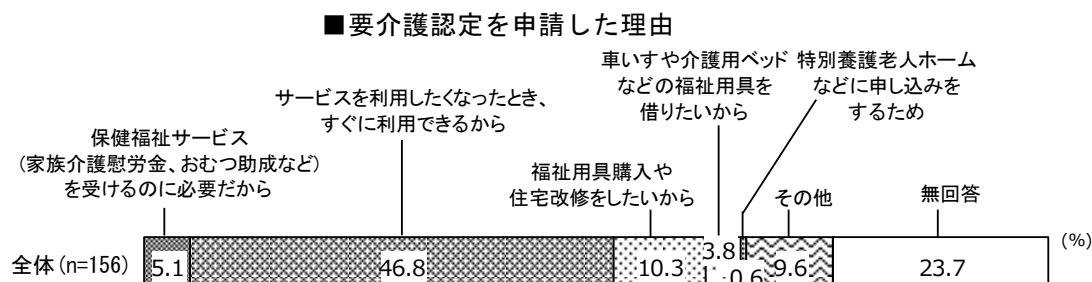 ■要介護認定を申請した理由
車いすや介護用ベッド
などの福祉用具を
借りたいから
特別養護老人ホーム
などに申し込みを
するため
サービスを利用したくなったとき、
すぐに利用できるから
保健福祉サービス
(家族介護慰労金、おむつ助成など)
を受けるのに必要だから
福祉用具購入や
住宅改修をしたいから
その他
無回答
(%)
全体(n=156)
5.1
46.8
10.3
3.8
0.6
9.6
23.7